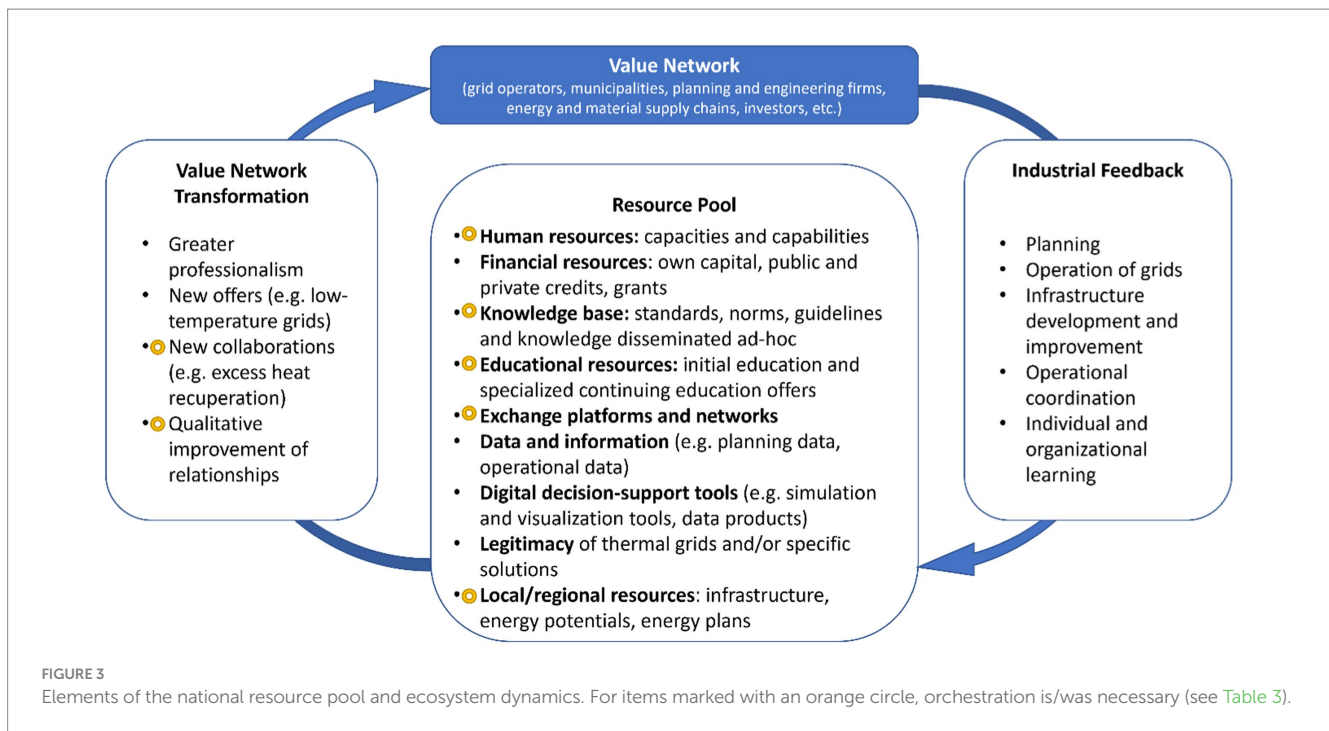 Value Network
(grid operators, municipalities, planning and engineering firms,
energy and material supply chains, investors, etc.)
Value Network
Transformation
• Greater
professionalism
• New offers (e.g. low-
temperature grids)
• New collaborations
(e.g. excess heat
recuperation)
• Qualitative
improvement of
relationships
Resource Pool
• Human resources: capacities and capabilities
• Financial resources: own capital, public and
private credits, grants
• Knowledge base: standards, norms, guidelines
and knowledge disseminated ad-hoc
• Educational resources: initial education and
specialized continuing education offers
• Exchange platforms and networks
• Data and information (e.g. planning data,
operational data)
• Digital decision-support tools (e.g. simulation
and visualization tools, data products)
• Legitimacy of thermal grids and/or specific
solutions
• Local/regional resources: infrastructure,
energy potentials, energy plans
Industrial Feedback
• Planning
• Operation of grids
• Infrastructure
development and
improvement
• Operational
coordination
• Individual and
organizational
learning
FIGURE 3
Elements of the national resource pool and ecosystem dynamics. For items marked with an orange circle, orchestration is/was necessary (see Table 3).